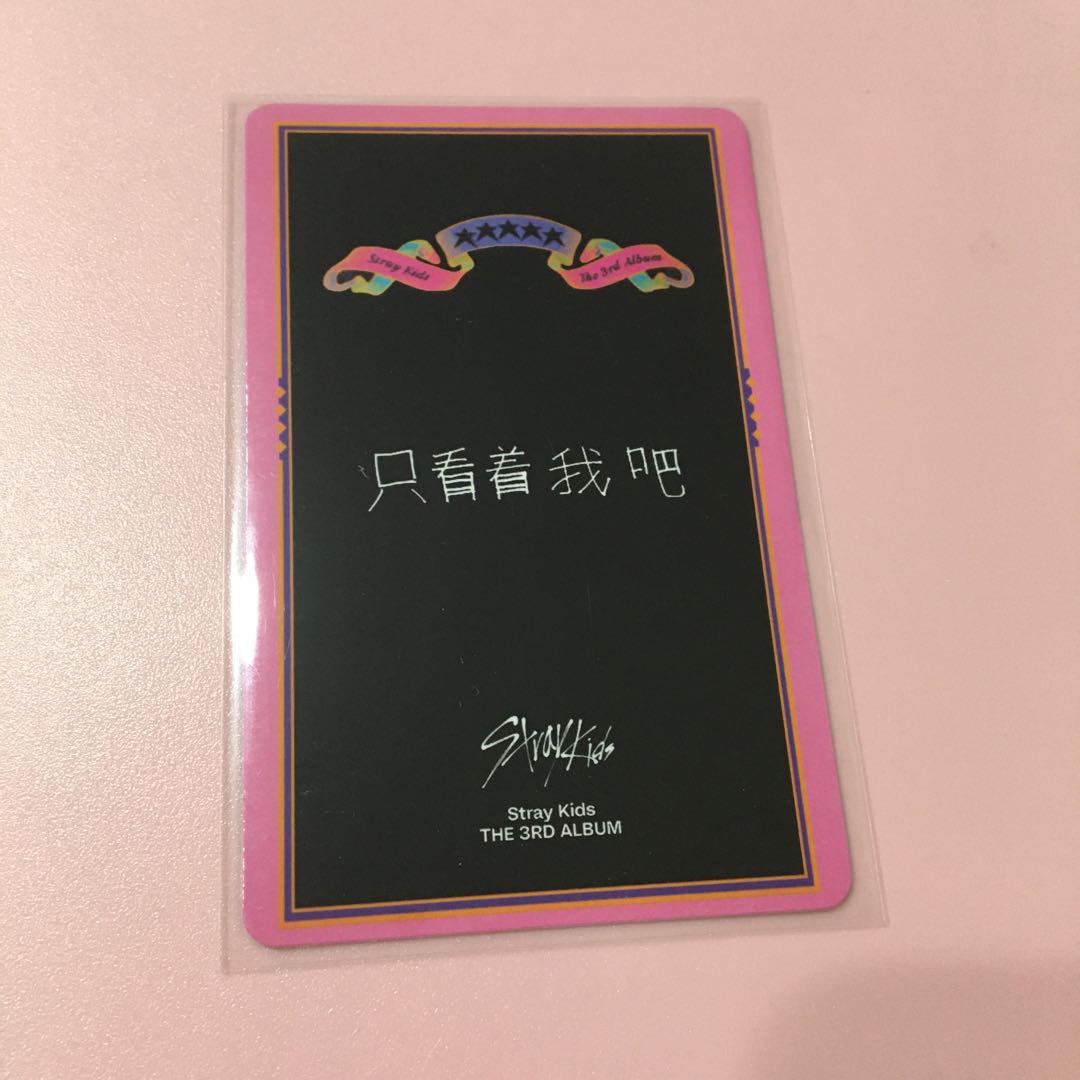 Stray Kids
The 3rd Album
只看着我吧
Stray Kids
Stray Kids
THE 3RD ALBUM